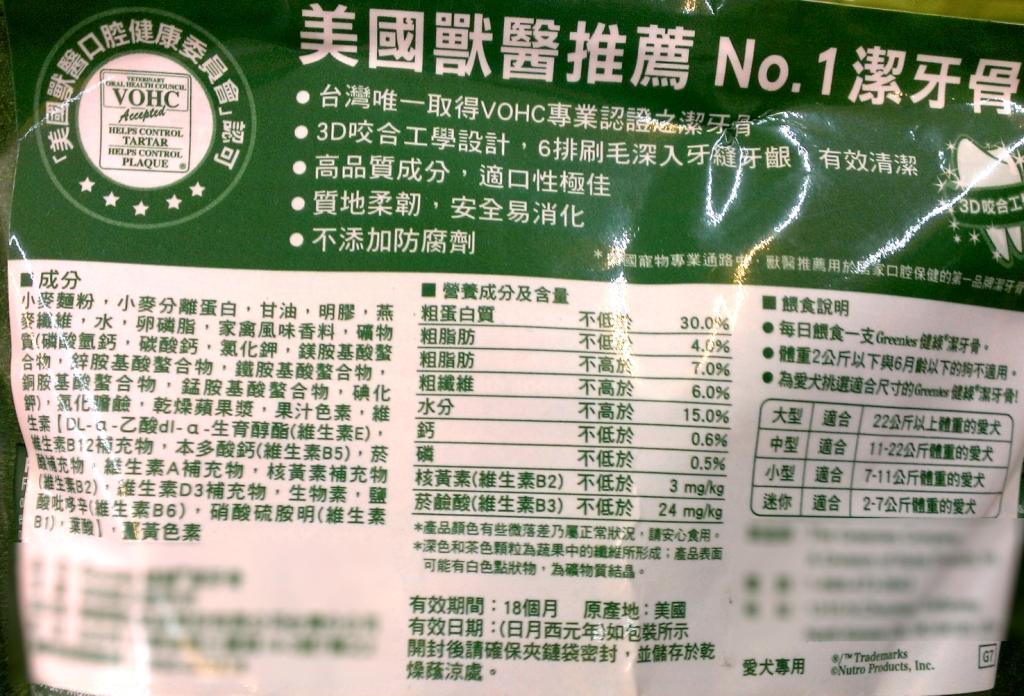 美國獸醫推薦 No.1潔牙骨
「美國獸醫口腔健康委員會」認可
VETERINARY
ORAL HEALTH COUNCIL
VOHC
Accepted
HELPS CONTROL
TARTAR
HELPS CONTROL
PLAQUE
®
● 台灣唯一取得VOHC專業認證之潔牙骨
● 3D咬合工學設計，6排刷毛深入牙縫牙齦，有效清潔
● 高品質成分，適口性極佳
● 質地柔韌，安全易消化
● 不添加防腐劑
3D咬合工
*美國寵物專業通路中，獸醫推薦用於居家口腔保健的第一品牌潔牙骨
■ 成分
小麥麵粉，小麥分離蛋白，甘油，明膠，燕
麥纖維，水，卵磷脂，家禽風味香料，礦物
質(磷酸氫鈣，碳酸鈣，氯化鉀，鎂胺基酸螯
合物，鋅胺基酸螯合物，鐵胺基酸螯合物，
銅胺基酸螯合物，錳胺基酸螯合物，碘化
鉀)，氯化膽鹼，乾燥蘋果漿，果汁色素，維
生素【DL-α-乙酸dl-α-生育醇酯(維生素E)，
維生素B12補充物，本多酸鈣(維生素B5)，菸
鹼補充物，維生素A補充物，核黃素補充物
(維生素B2)，維生素D3補充物，生物素，鹽
酸吡哆辛(維生素B6)，硝酸硫胺明(維生素
B1)，葉酸】，薑黃色素
■ 營養成分及含量
粗蛋白質 不低於 30.0%
粗脂肪 不低於 4.0%
粗脂肪 不高於 7.0%
粗纖維 不高於 6.0%
水分 不高於 15.0%
鈣 不低於 0.6%
磷 不低於 0.5%
核黃素(維生素B2) 不低於 3 mg/kg
菸鹼酸(維生素B3) 不低於 24 mg/kg
*產品顏色有些微落差乃屬正常狀況，請安心食用。
*深色和茶色顆粒為蔬果中的纖維所形成；產品表面
可能有白色點狀物，為礦物質結晶。
有效期間：18個月 原產地：美國
有效日期：(日月西元年)如包裝所示
開封後請確保夾鏈袋密封，並儲存於乾
燥蔭涼處。
■ 餵食說明
● 每日餵食一支Greenies 健綠®潔牙骨。
● 體重2公斤以下與6月齡以下的狗不適用。
● 為愛犬挑選適合尺寸的Greenies 健綠®潔牙骨!
大型 適合 22公斤以上體重的愛犬
中型 適合 11-22公斤體重的愛犬
小型 適合 7-11公斤體重的愛犬
迷你 適合 2-7公斤體重的愛犬
愛犬專用
®/™ Trademarks
©Nutro Products, Inc.
G7